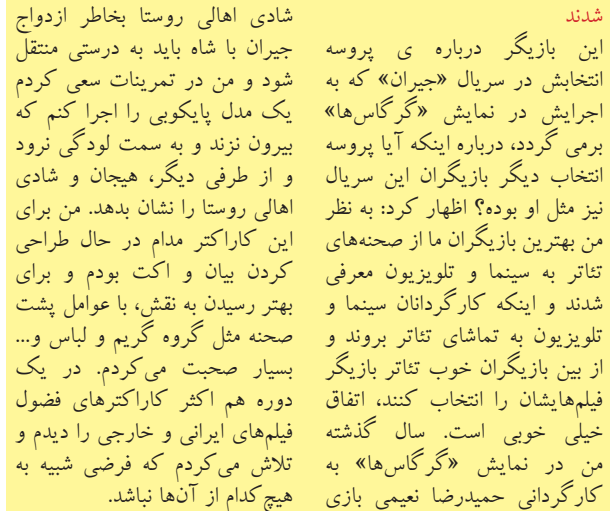 شدند
این بازیگر درباره ی پروسه
انتخابش در سریال «جیران» که به
اجرایش در نمایش «گرگاس‌ها»
برمی گردد، درباره اینکه آیا پروسه
انتخاب دیگر بازیگران این سریال
نیز مثل او بوده؟ اظهار کرد: به نظر
من بهترین بازیگران ما از صحنه‌های
تئاتر به سینما و تلویزیون معرفی
شدند و اینکه کارگردانان سینما و
تلویزیون به تماشای تئاتر بروند و
از بین بازیگران خوب تئاتر بازیگر
فیلم‌هایشان را انتخاب کنند، اتفاق
خیلی خوبی است. سال گذشته
من در نمایش «گرگاس‌ها» به
کارگردانی حمیدرضا نعیمی بازی
شادی اهالی روستا بخاطر ازدواج
جیران با شاه باید به درستی منتقل
شود و من در تمرینات سعی کردم
یک مدل پایکوبی را اجرا کنم که
بیرون نزند و به سمت لودگی نرود
و از طرفی دیگر، هیجان و شادی
اهالی روستا را نشان بدهد. من برای
این کاراکتر مدام در حال طراحی
کردن بیان و اکت بودم و برای
بهتر رسیدن به نقش، با عوامل پشت
صحنه مثل گروه گریم و لباس و...
بسیار صحبت می‌کردم. در یک
دوره هم اکثر کاراکترهای فضول
فیلم‌های ایرانی و خارجی را دیدم و
تلاش می‌کردم که فرضی شبیه به
هیچ‌کدام از آن‌ها نباشد.